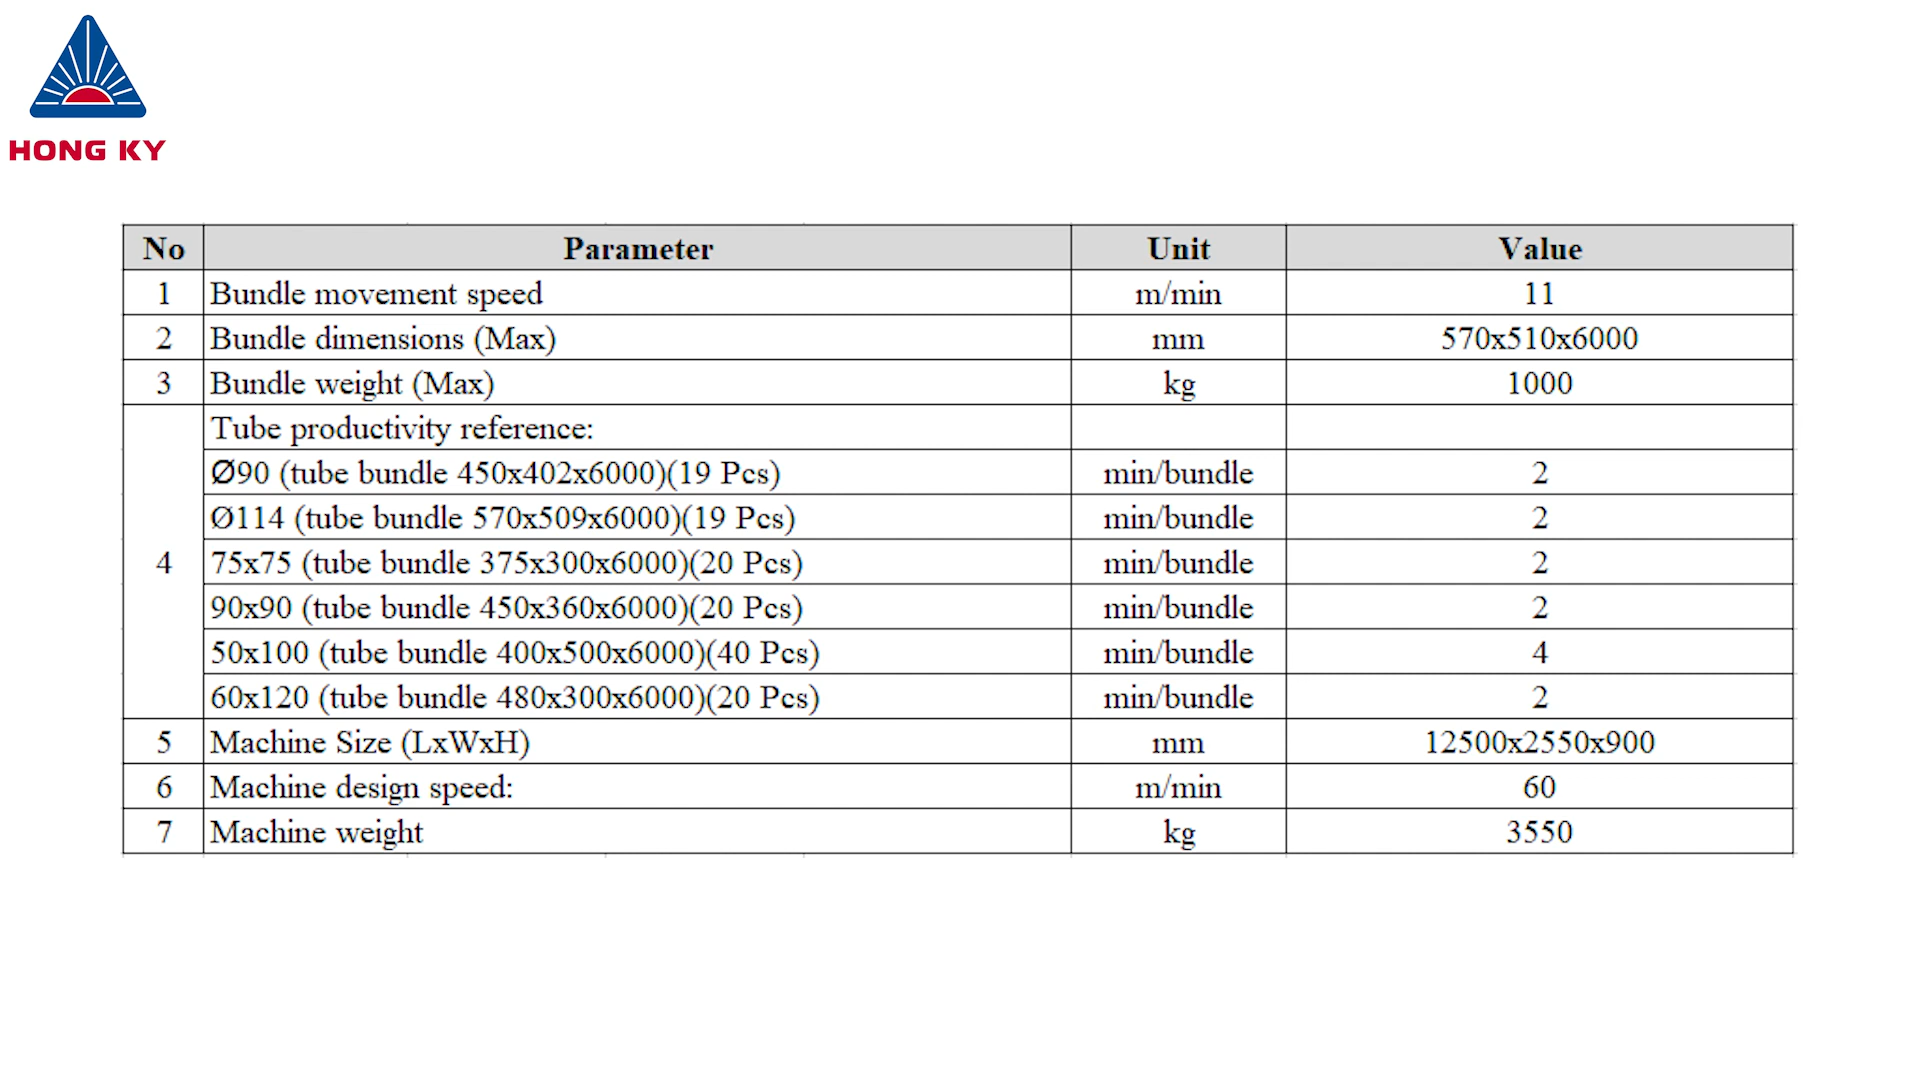 HONG KY
No Parameter Unit Value
1 Bundle movement speed m/min 11
2 Bundle dimensions (Max) mm 570x510x6000
3 Bundle weight (Max) kg 1000
4 Tube productivity reference:
Ø90 (tube bundle 450x402x6000)(19 Pcs) min/bundle 2
Ø114 (tube bundle 570x509x6000)(19 Pcs) min/bundle 2
75x75 (tube bundle 375x300x6000)(20 Pcs) min/bundle 2
90x90 (tube bundle 450x360x6000)(20 Pcs) min/bundle 2
50x100 (tube bundle 400x500x6000)(40 Pcs) min/bundle 4
60x120 (tube bundle 480x300x6000)(20 Pcs) min/bundle 2
5 Machine Size (LxWxH) mm 12500x2550x900
6 Machine design speed: m/min 60
7 Machine weight kg 3550